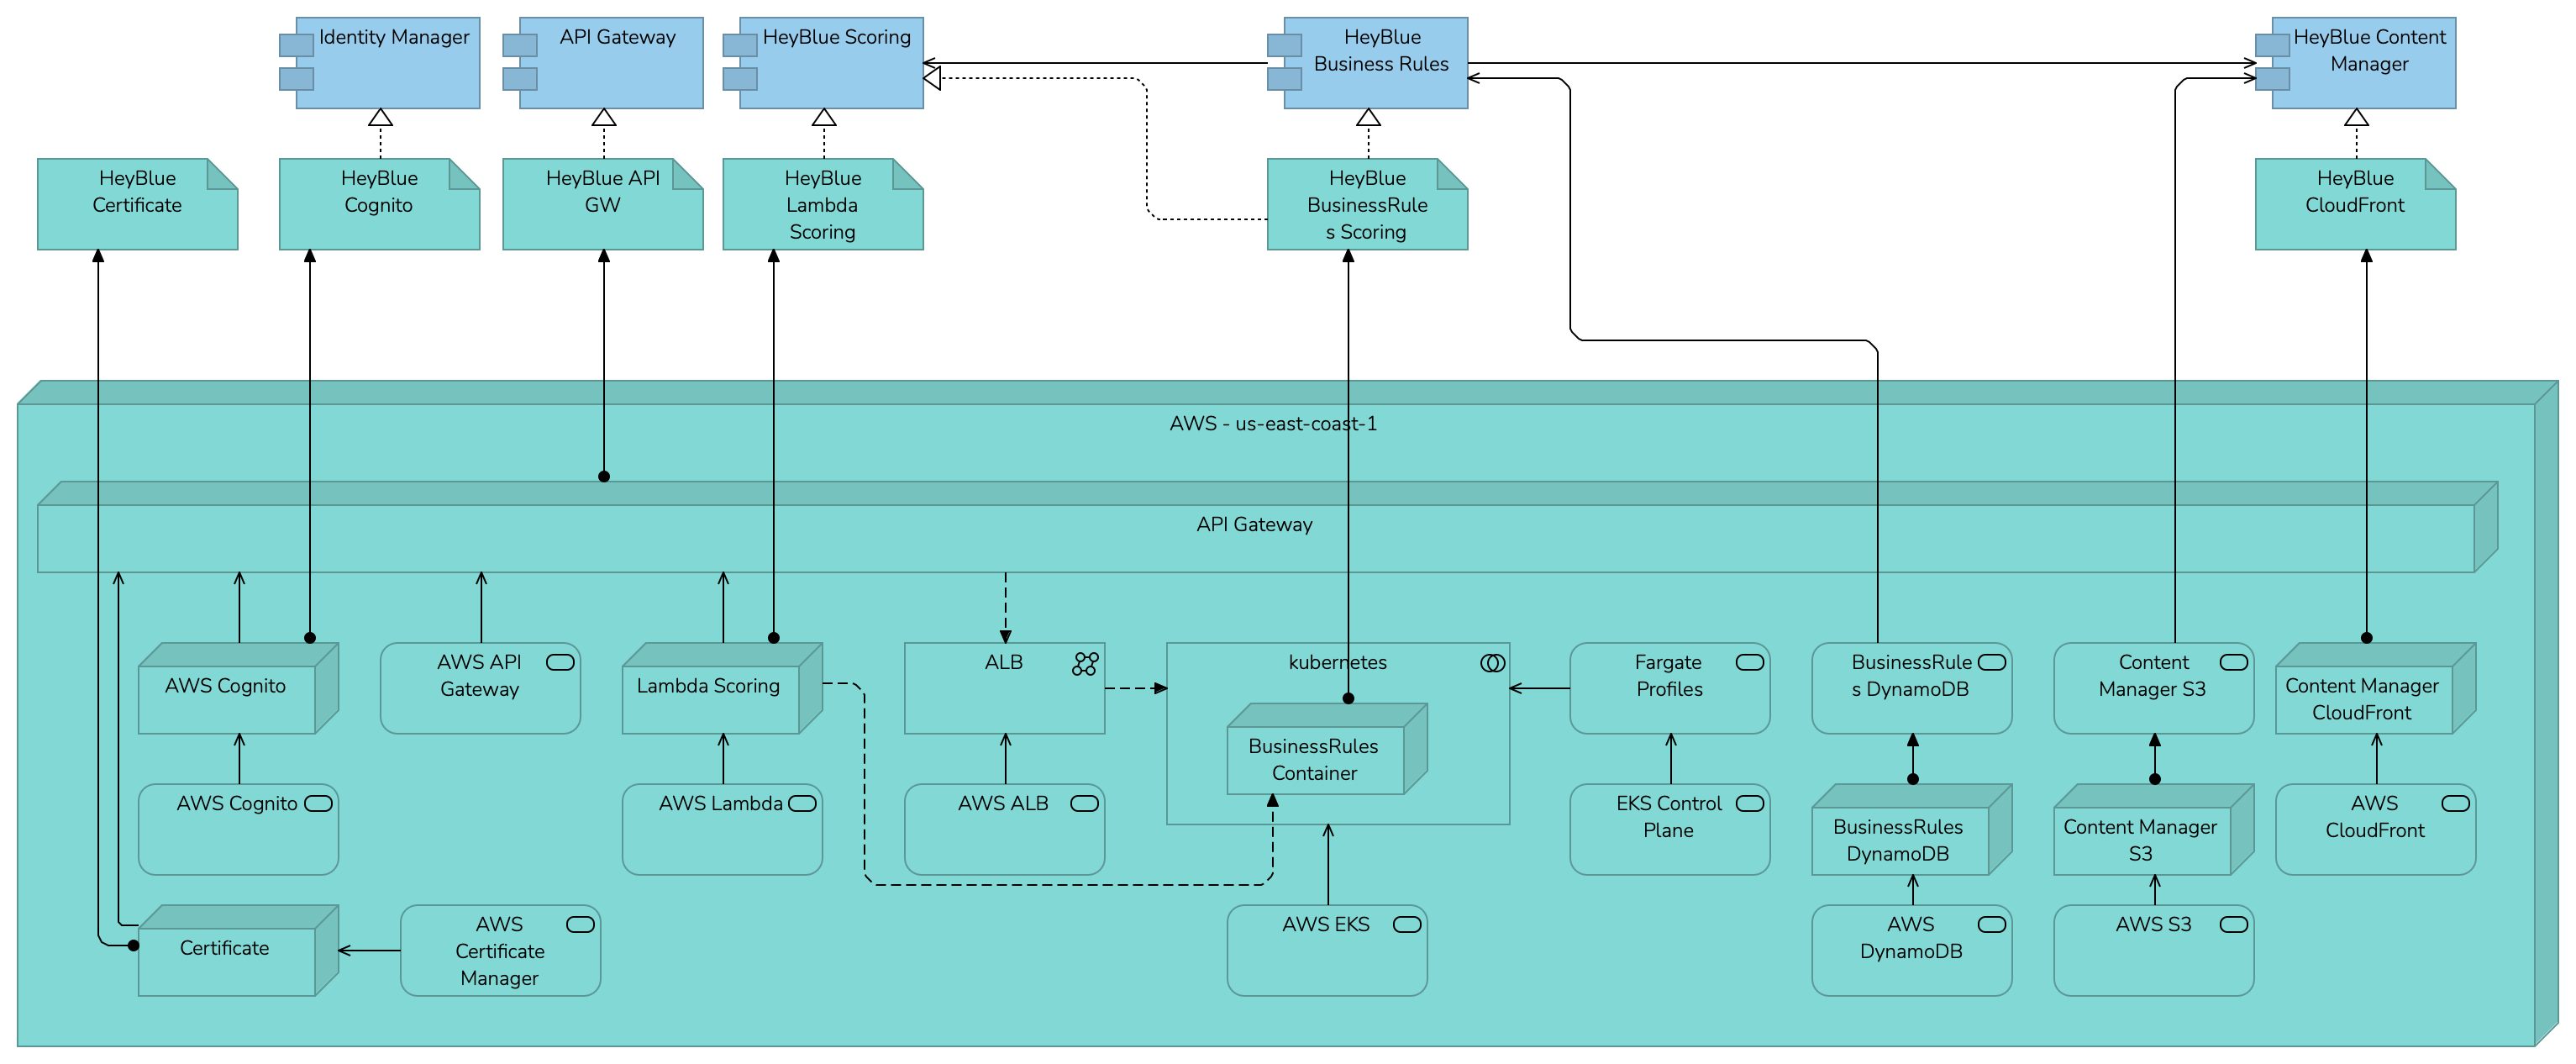 Identity Manager
API Gateway
HeyBlue Scoring
HeyBlue
Business Rules
HeyBlue Content
Manager
HeyBlue
Certificate
HeyBlue
Cognito
HeyBlue API
GW
HeyBlue
Lambda
Scoring
HeyBlue
BusinessRule
s Scoring
HeyBlue
CloudFront
AWS - us-east-coast-1
API Gateway
AWS Cognito
AWS API
Gateway
Lambda Scoring
ALB
kubernetes
BusinessRules
Container
Fargate
Profiles
BusinessRule
s DynamoDB
Content
Manager S3
Content Manager
CloudFront
AWS Cognito
AWS Lambda
AWS ALB
EKS Control
Plane
BusinessRules
DynamoDB
Content Manager
S3
AWS
CloudFront
Certificate
AWS
Certificate
Manager
AWS EKS
AWS
DynamoDB
AWS S3